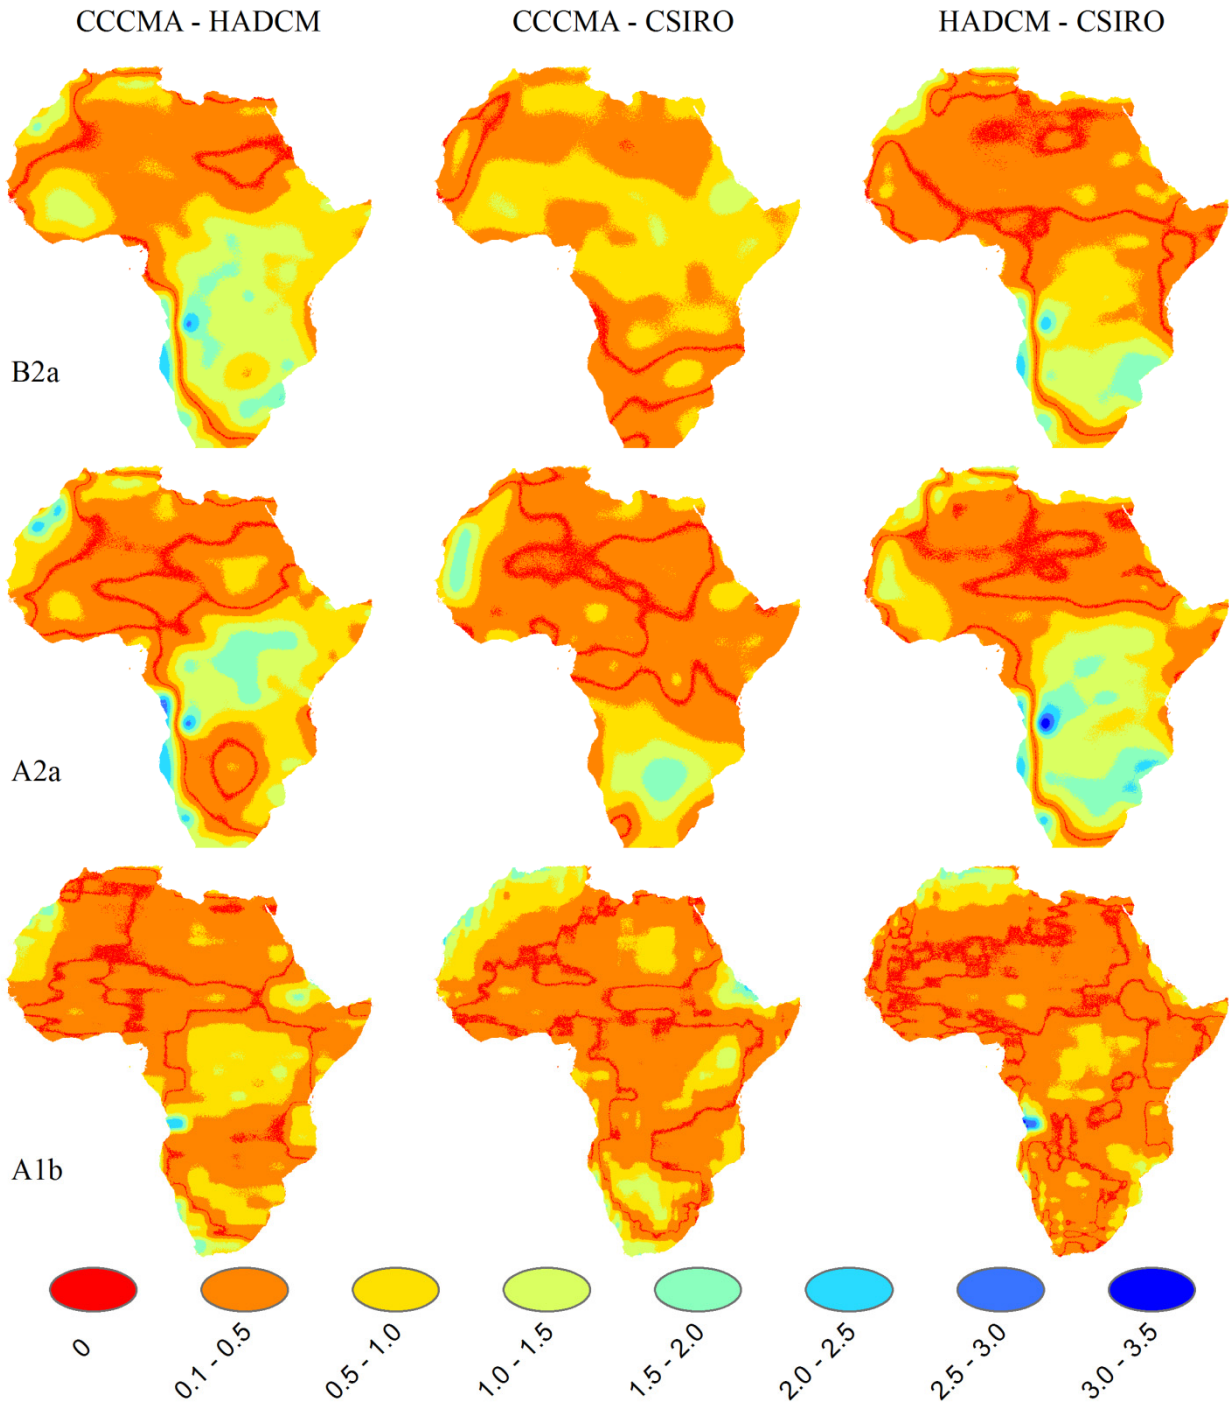 CCCMA - HADCM
CCCMA - CSIRO
HADCM - CSIRO
B2a
A2a
A1b
0
0.1 - 0.5
0.5 - 1.0
1.0 - 1.5
1.5 - 2.0
2.0 - 2.5
2.5 - 3.0
3.0 - 3.5